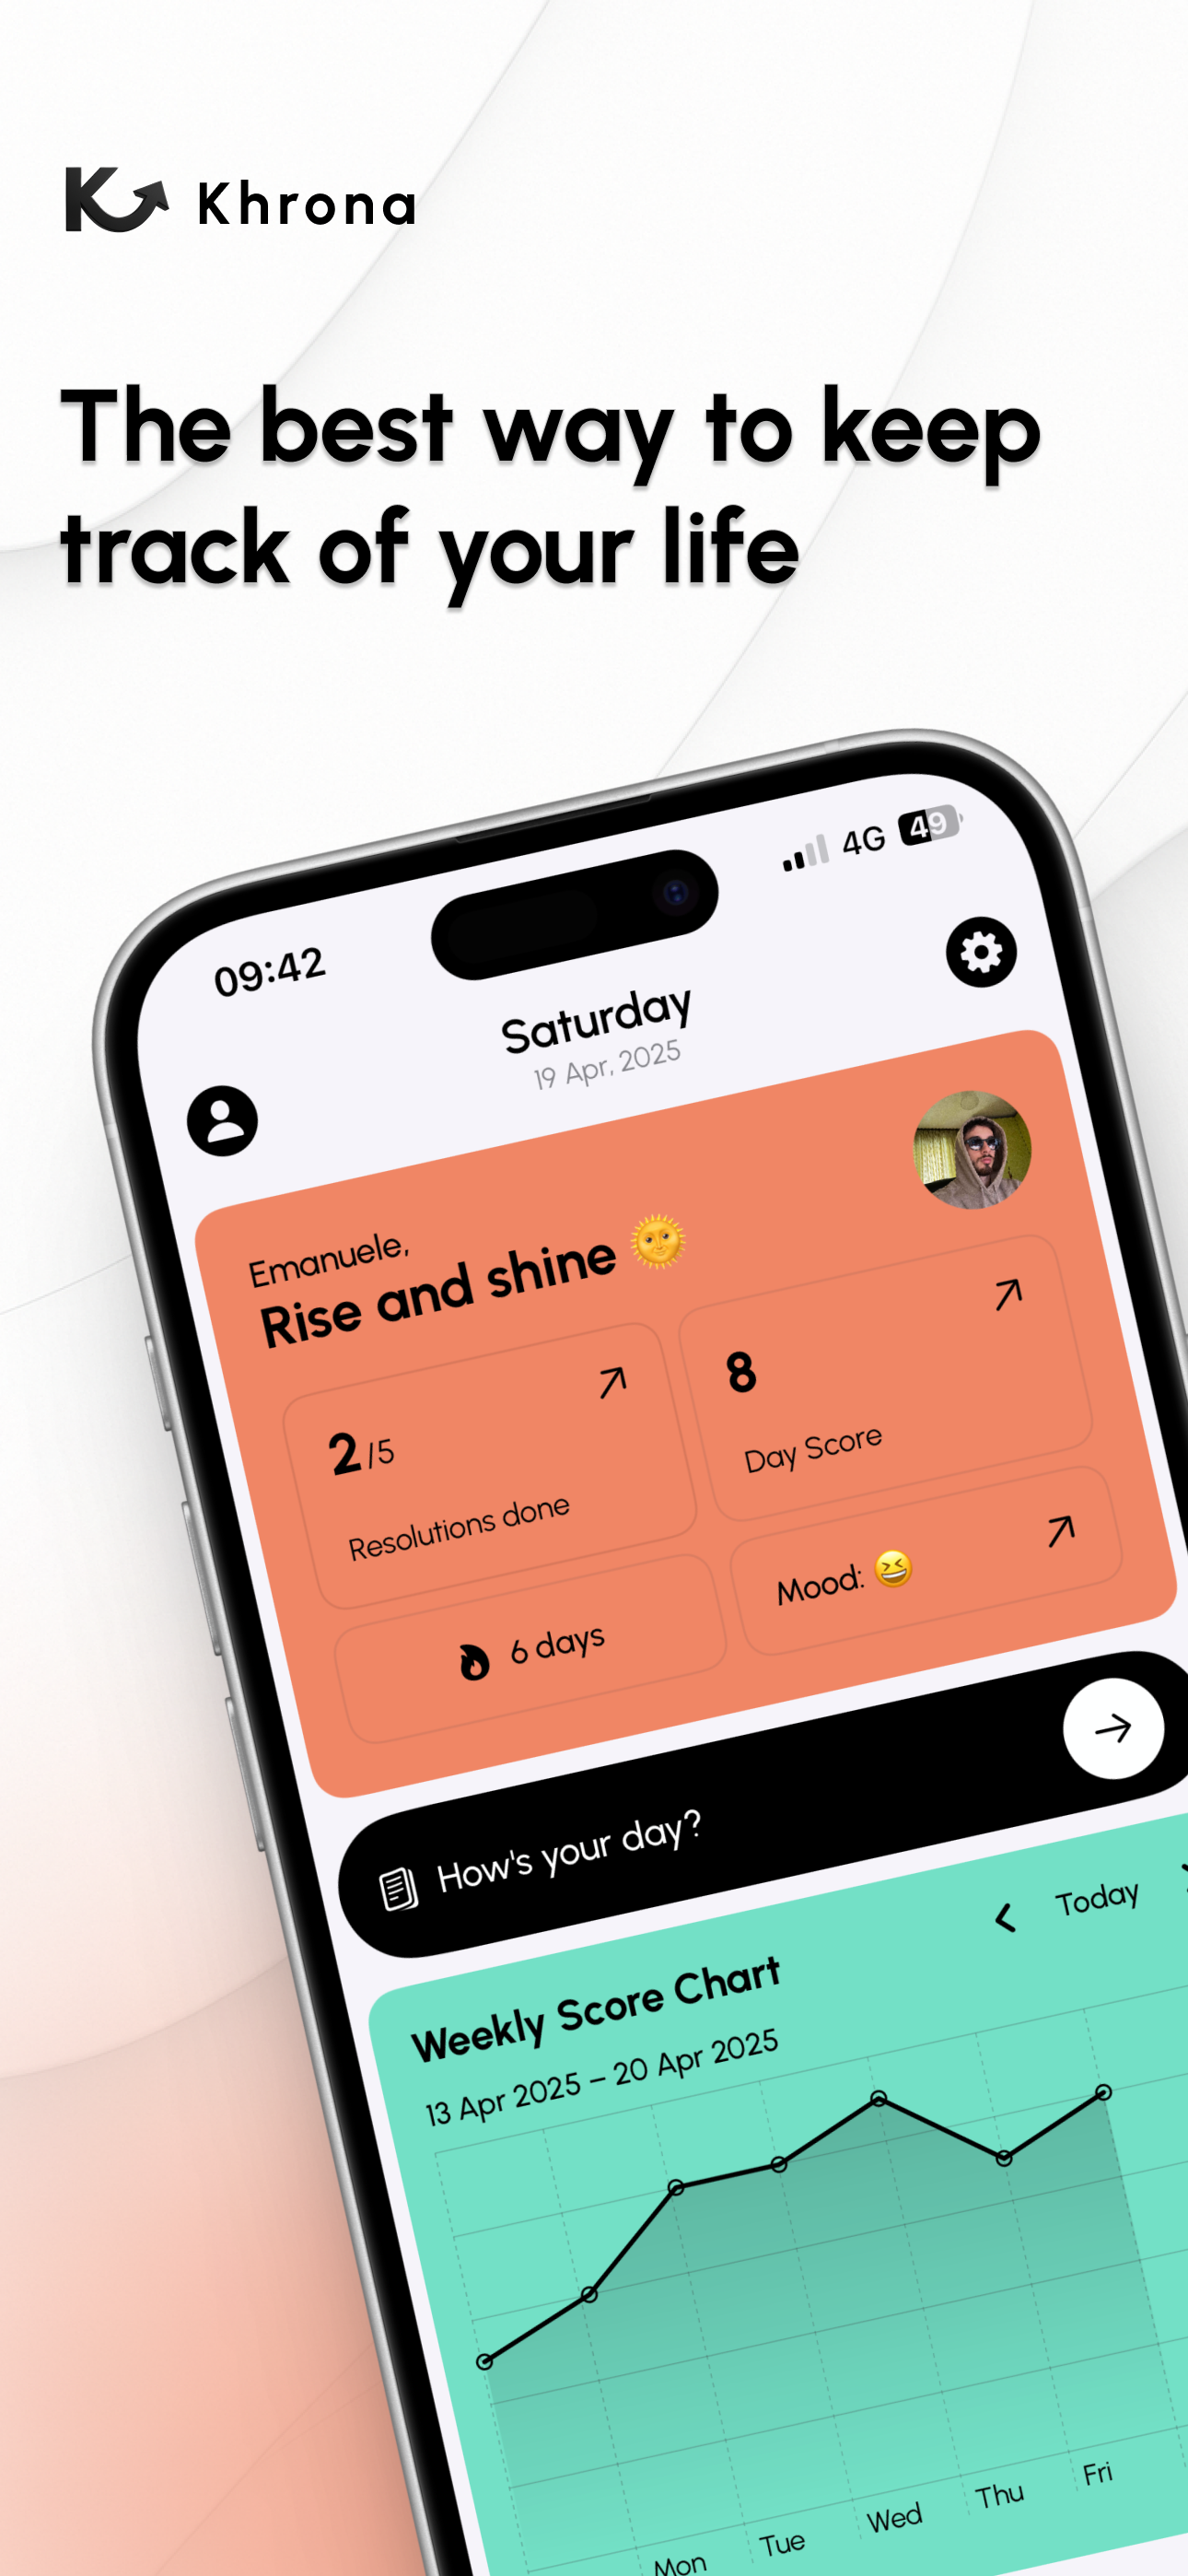 Khrona
The best way to keep
track of your life
09:42
4G 49
Saturday
19 Apr, 2025
Emanuele,
Rise and shine 🌞
2/5
Resolutions done
8
Day Score
6 days
Mood: 😆
How's your day?
Today
Weekly Score Chart
13 Apr 2025 – 20 Apr 2025
Mon Tue Wed Thu Fri